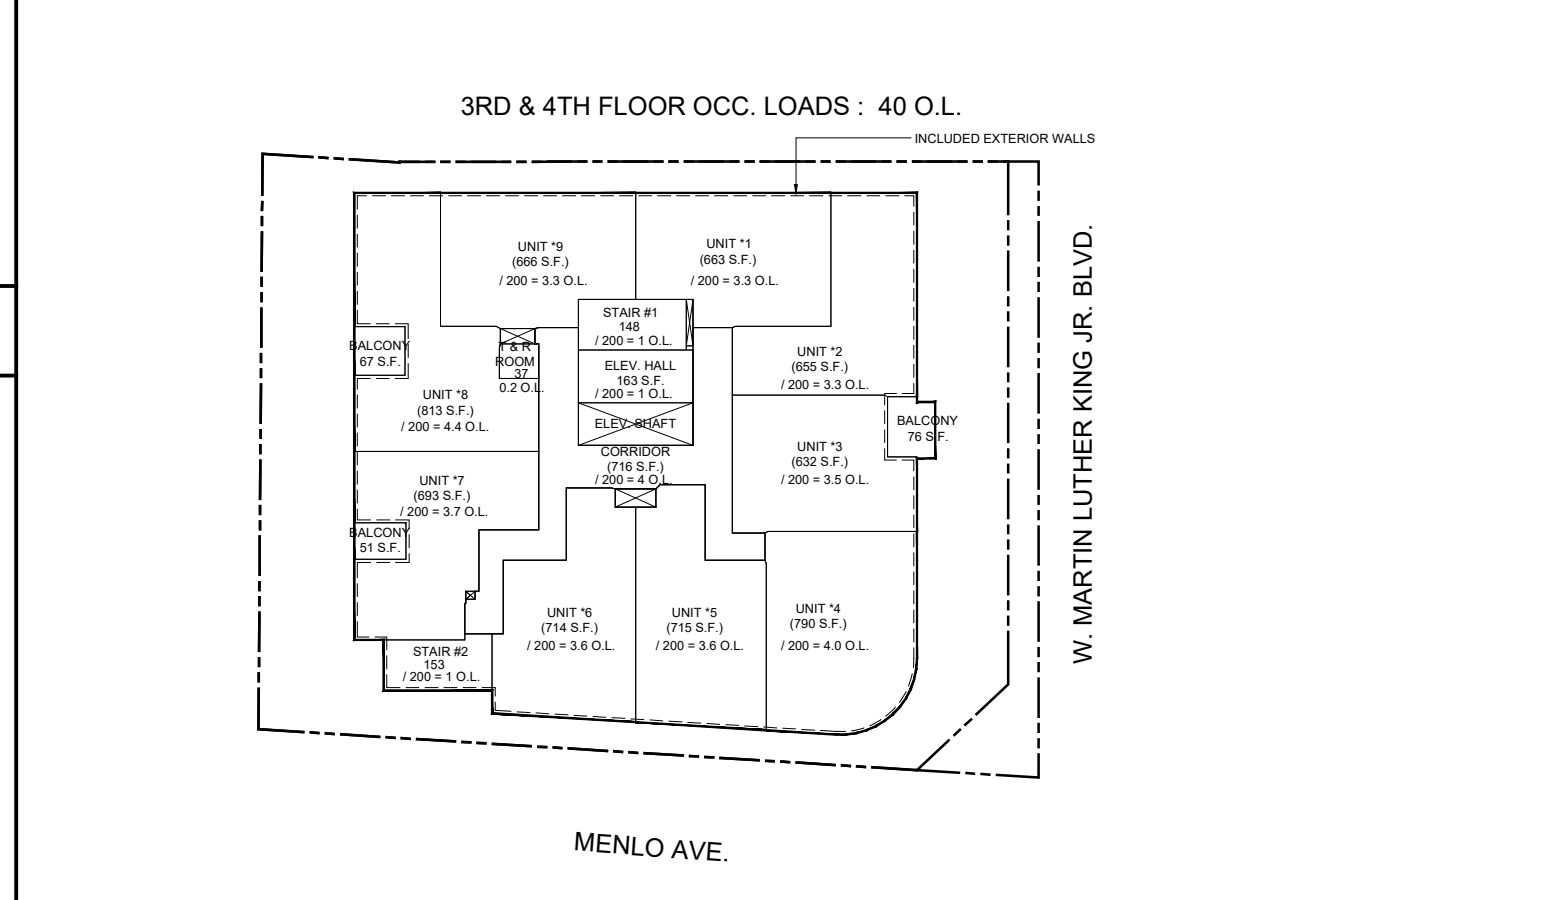 3RD & 4TH FLOOR OCC. LOADS : 40 O.L.
INCLUDED EXTERIOR WALLS
UNIT *9
(666 S.F.)
/ 200 = 3.3 O.L.
UNIT *1
(663 S.F.)
/ 200 = 3.3 O.L.
STAIR #1
148
/ 200 = 1 O.L.
BALCONY
67 S.F.
T & R
ROOM
37
0.2 O.L.
ELEV. HALL
163 S.F.
/ 200 = 1 O.L.
UNIT *2
(655 S.F.)
/ 200 = 3.3 O.L.
UNIT *8
(813 S.F.)
/ 200 = 4.4 O.L.
ELEV. SHAFT
BALCONY
76 S.F.
CORRIDOR
(716 S.F.)
/ 200 = 4 O.L.
UNIT *3
(632 S.F.)
/ 200 = 3.5 O.L.
UNIT *7
(693 S.F.)
/ 200 = 3.7 O.L.
BALCONY
51 S.F.
UNIT *6
(714 S.F.)
/ 200 = 3.6 O.L.
UNIT *5
(715 S.F.)
/ 200 = 3.6 O.L.
UNIT *4
(790 S.F.)
/ 200 = 4.0 O.L.
STAIR #2
153
/ 200 = 1 O.L.
W. MARTIN LUTHER KING JR. BLVD.
MENLO AVE.